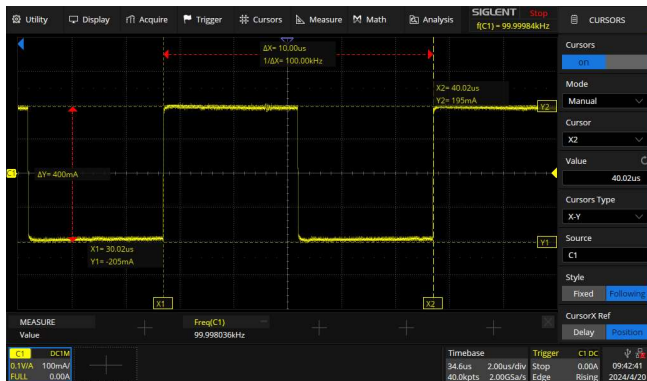 Utility Display Acquire Trigger Cursors Measure Math Analysis
SIGLENT Stop
f(C1) = 99.99984kHz
CURSORS
Cursors
on
Mode
Manual
Cursor
X2
Value
40.02us
Cursors Type
X-Y
Source
C1
Style
Fixed Following
CursorX Ref
Delay Position
ΔX= 10.00us
1/ΔX= 100.00kHz
X2= 40.02us
Y2= 195mA
Y2
C1
ΔY= 400mA
X1= 30.02us
Y1= -205mA
Y1
X1 X2
MEASURE Freq(C1)
Value 99.998036kHz
C1 DC1M
0.1V/A 100mA/
FULL 0.00A
Timebase
34.6us 2.00us/div
40.0kpts 2.00GSa/s
Trigger C1 DC
Stop 0.00A
Edge Rising
09:42:41
2024/4/20